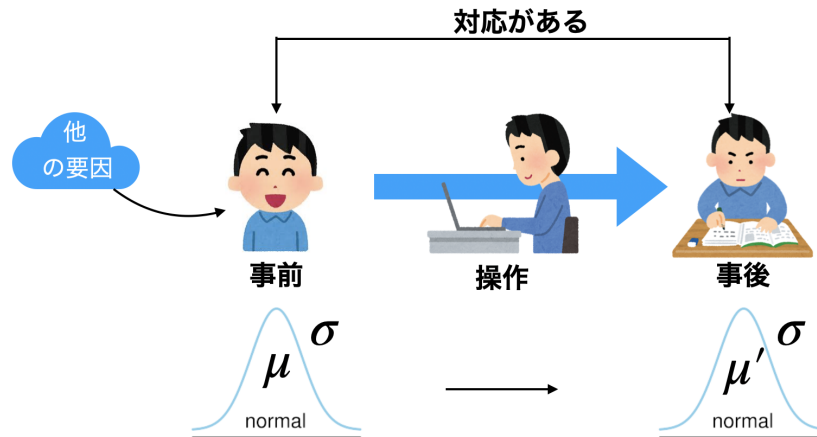 対応がある
他
の要因
事前
操作
事後
μ
σ
normal
μ′
σ
normal